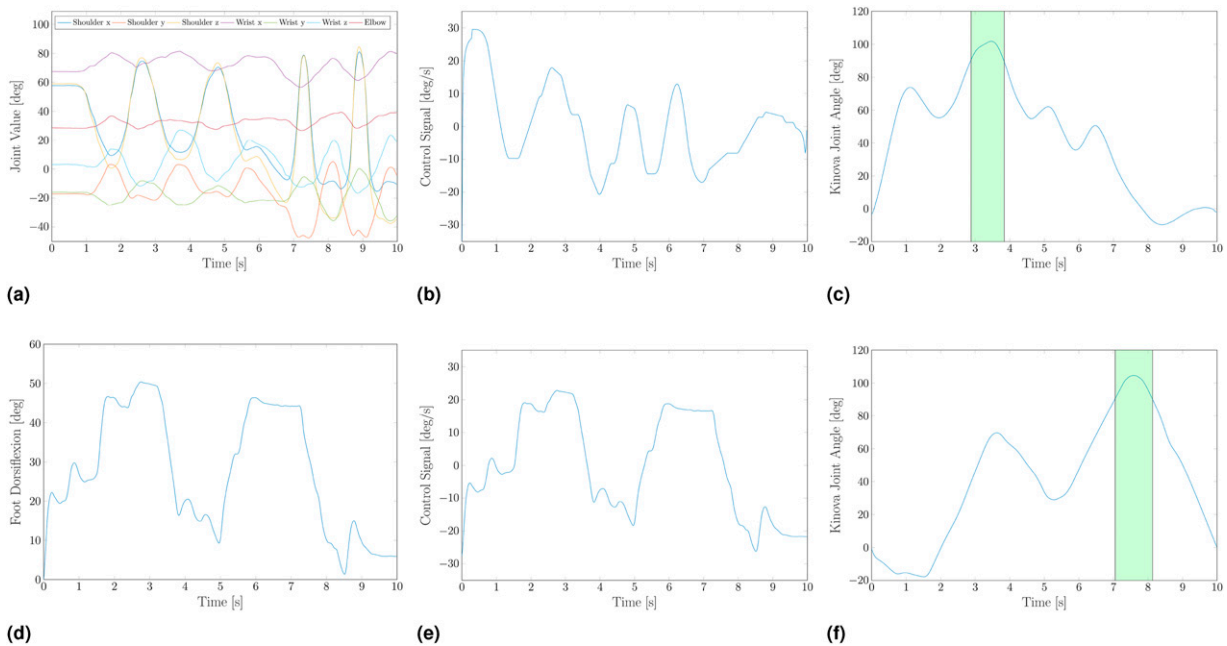 Shoulder x Shoulder y Shoulder z Wrist x Wrist y Wrist z Elbow
Joint Value [deg]
100
80
60
40
20
0
−20
−40
0 1 2 3 4 5 6 7 8 9 10
Time [s]
(a)
Control Signal [deg/s]
30
20
10
0
−10
−20
−30
0 1 2 3 4 5 6 7 8 9 10
Time [s]
(b)
Kinova Joint Angle [deg]
120
100
80
60
40
20
0
−20
0 1 2 3 4 5 6 7 8 9 10
Time [s]
(c)
Foot Dorsiflexion [deg]
60
50
40
30
20
10
0
0 1 2 3 4 5 6 7 8 9 10
Time [s]
(d)
Control Signal [deg/s]
30
20
10
0
−10
−20
−30
0 1 2 3 4 5 6 7 8 9 10
Time [s]
(e)
Kinova Joint Angle [deg]
120
100
80
60
40
20
0
−20
0 1 2 3 4 5 6 7 8 9 10
Time [s]
(f)